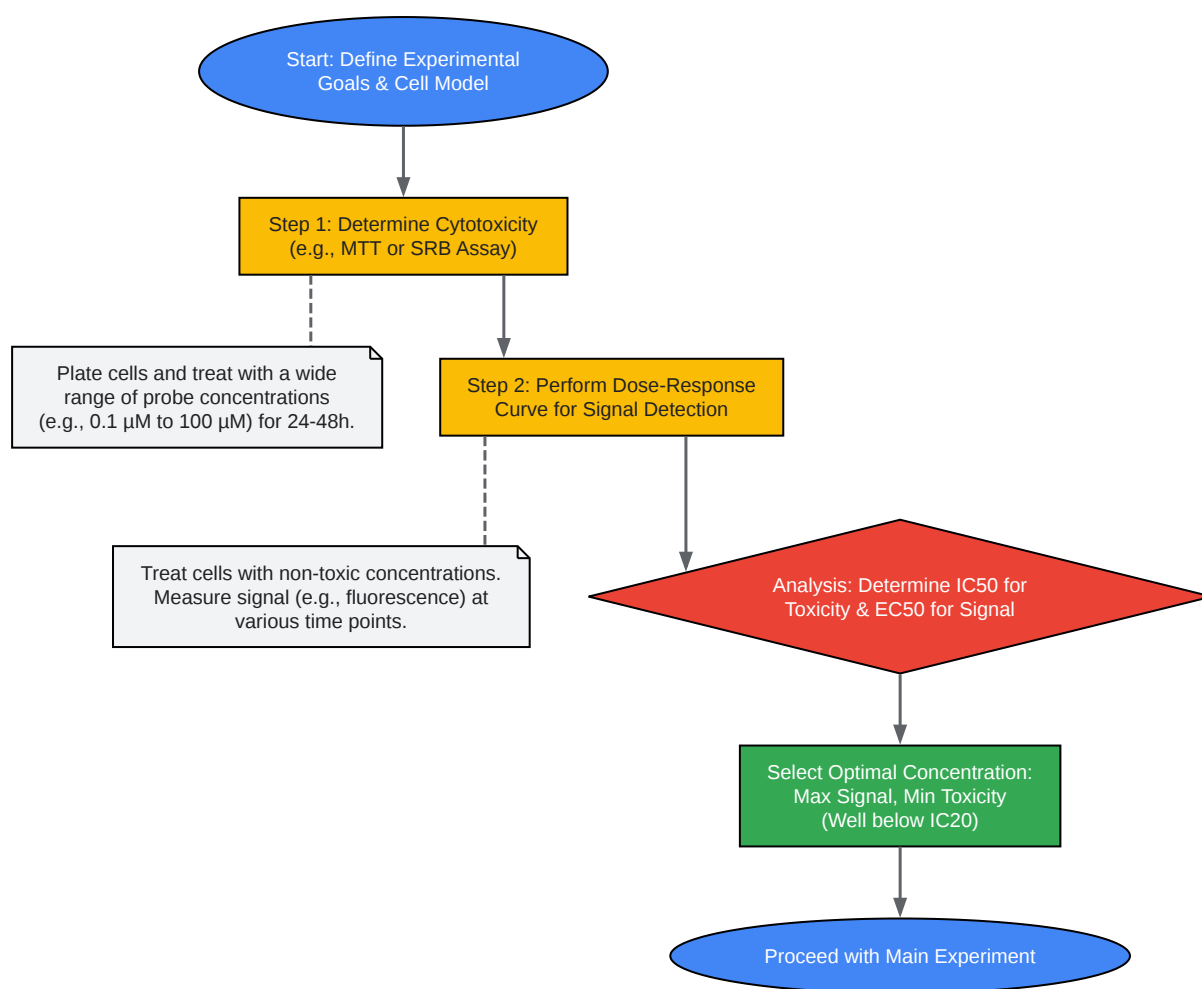 Start: Define Experimental
Goals & Cell Model
Step 1: Determine Cytotoxicity
(e.g., MTT or SRB Assay)
Plate cells and treat with a wide
range of probe concentrations
(e.g., 0.1 µM to 100 µM) for 24-48h.
Step 2: Perform Dose-Response
Curve for Signal Detection
Treat cells with non-toxic concentrations.
Measure signal (e.g., fluorescence) at
various time points.
Analysis: Determine IC50 for
Toxicity & EC50 for Signal
Select Optimal Concentration:
Max Signal, Min Toxicity
(Well below IC20)
Proceed with Main Experiment